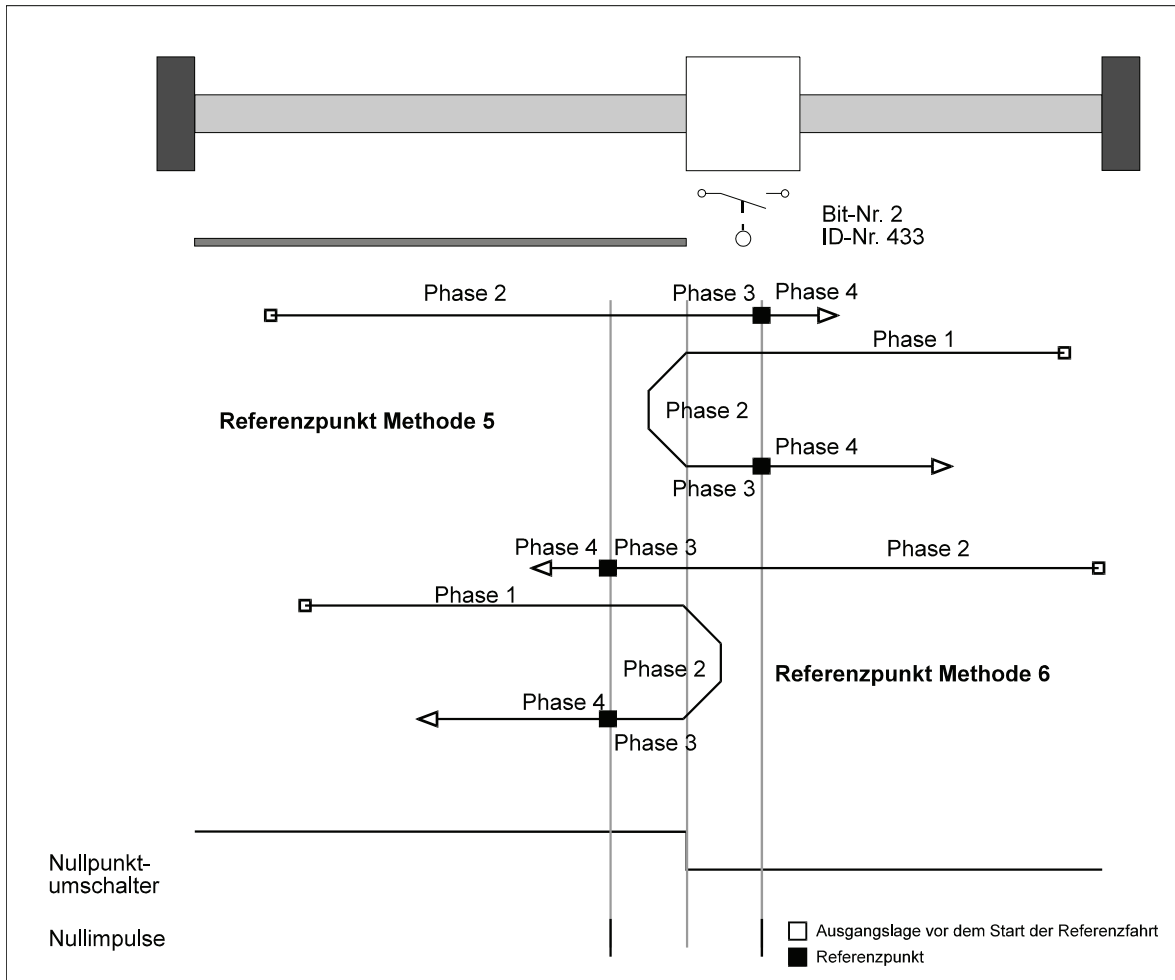 Bit-Nr. 2
ID-Nr. 433
Phase 2
Phase 3
Phase 4
Phase 1
Referenzpunkt Methode 5
Phase 2
Phase 4
Phase 3
Phase 4
Phase 3
Phase 2
Phase 1
Phase 2
Referenzpunkt Methode 6
Phase 4
Phase 3
Nullpunkt-
umschalter
Nullimpulse
Ausgangslage vor dem Start der Referenzfahrt
Referenzpunkt